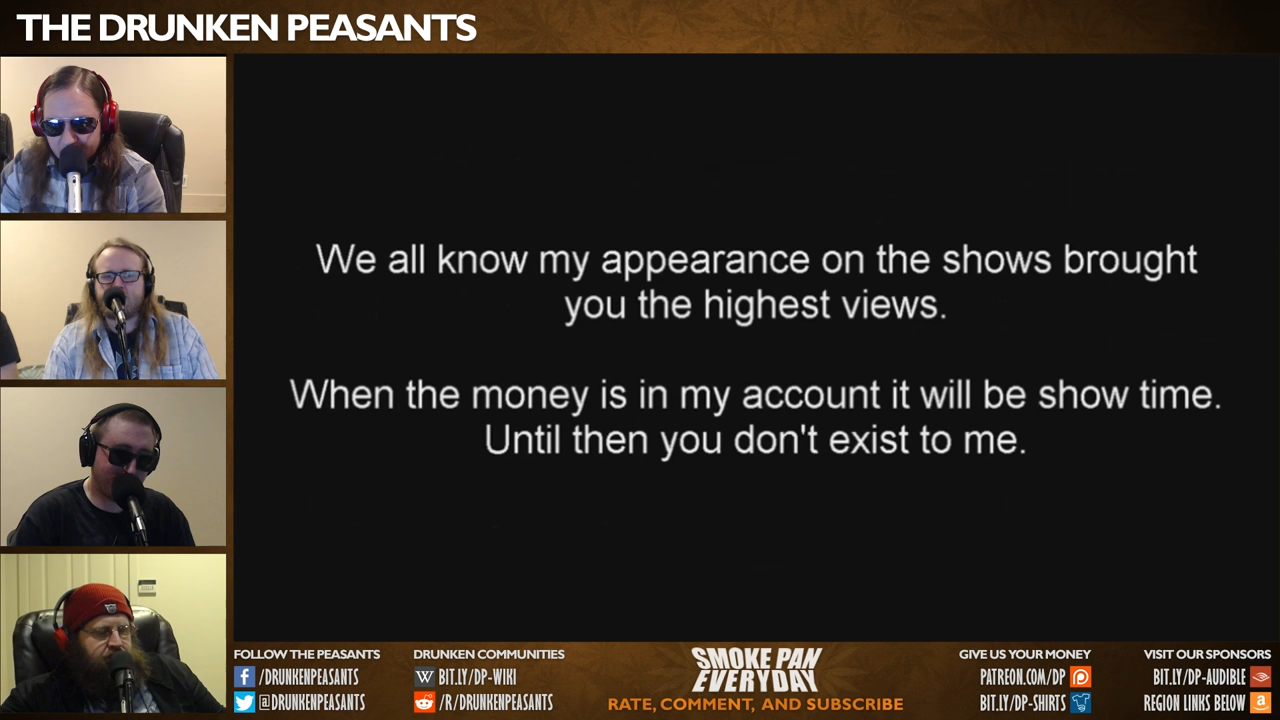 THE DRUNKEN PEASANTS
We all know my appearance on the shows brought
you the highest views.
When the money is in my account it will be show time.
Until then you don't exist to me.
FOLLOW THE PEASANTS
/DRUNKENPEASANTS
@DRUNKENPEASANTS
DRUNKEN COMMUNITIES
BIT.LY/DP-WIKI
/R/DRUNKENPEASANTS
SMOKE PAN
EVERYDAY
RATE, COMMENT, AND SUBSCRIBE
GIVE US YOUR MONEY
PATREON.COM/DP
BIT.LY/DP-SHIRTS
VISIT OUR SPONSORS
BIT.LY/DP-AUDIBLE
REGION LINKS BELOW